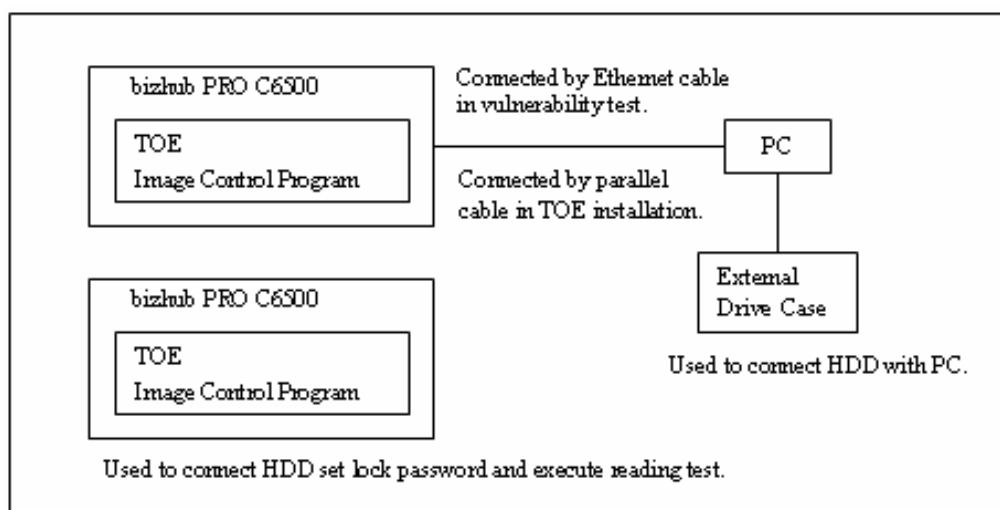 bizhub PRO C6500
TOE
Image Control Program
Connected by Ethernet cable
in vulnerability test.
PC
Connected by parallel
cable in TOE installation.
External
Drive Case
Used to connect HDD with PC.
bizhub PRO C6500
TOE
Image Control Program
Used to connect HDD set lock password and execute reading test.